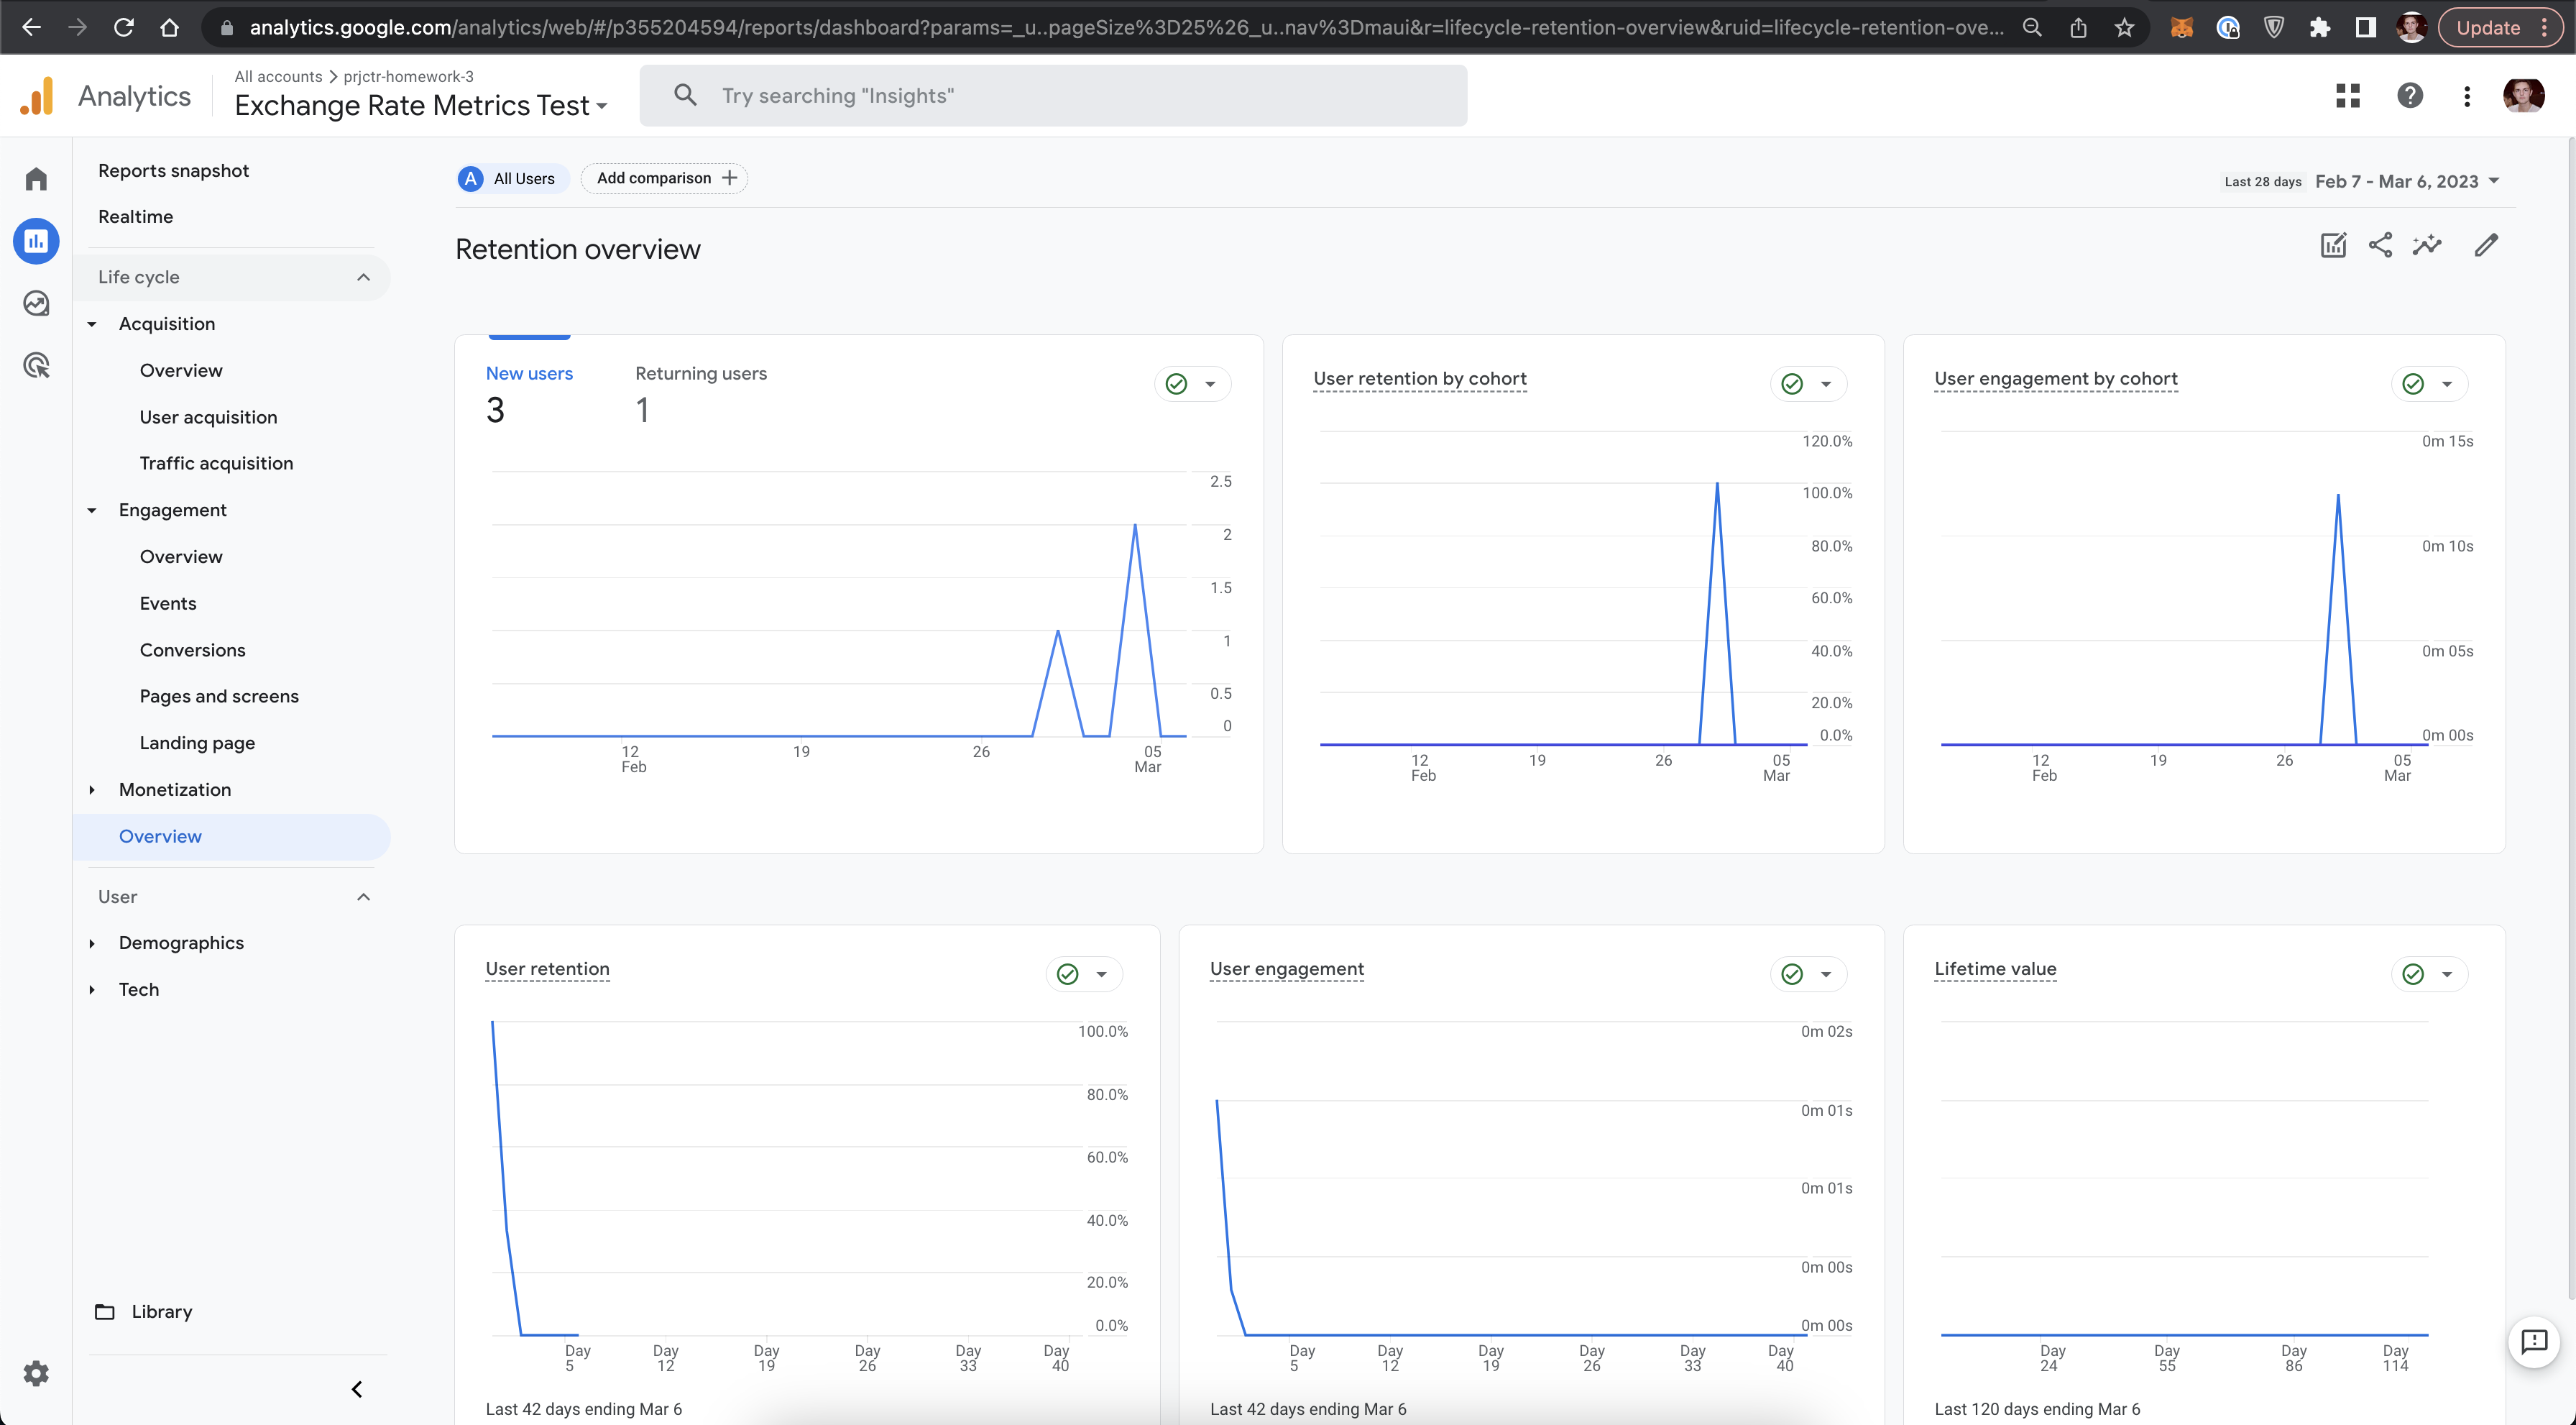 analytics.google.com/analytics/web/#/p355204594/reports/dashboard?params=_u..pageSize%3D25%26_u..nav%3Dmaui&r=lifecycle-retention-overview&ruid=lifecycle-retention-ove...
Update
Analytics
All accounts > prjctr-homework-3
Exchange Rate Metrics Test
Try searching "Insights"
Reports snapshot
Realtime
Life cycle
Acquisition
Overview
User acquisition
Traffic acquisition
Engagement
Overview
Events
Conversions
Pages and screens
Landing page
Monetization
Overview
User
Demographics
Tech
Library
A All Users
Add comparison +
Last 28 days Feb 7 - Mar 6, 2023
Retention overview
New users
3
Returning users
1
2.5
2
1.5
1
0.5
0
12 19 26 05
Feb Mar
User retention by cohort
120.0%
100.0%
80.0%
60.0%
40.0%
20.0%
0.0%
12 19 26 05
Feb Mar
User engagement by cohort
0m 15s
0m 10s
0m 05s
0m 00s
12 19 26 05
Feb Mar
User retention
100.0%
80.0%
60.0%
40.0%
20.0%
0.0%
Day Day Day Day Day Day
5 12 19 26 33 40
Last 42 days ending Mar 6
User engagement
0m 02s
0m 01s
0m 01s
0m 00s
0m 00s
Day Day Day Day Day Day
5 12 19 26 33 40
Last 42 days ending Mar 6
Lifetime value
Day Day Day Day
24 55 86 114
Last 120 days ending Mar 6